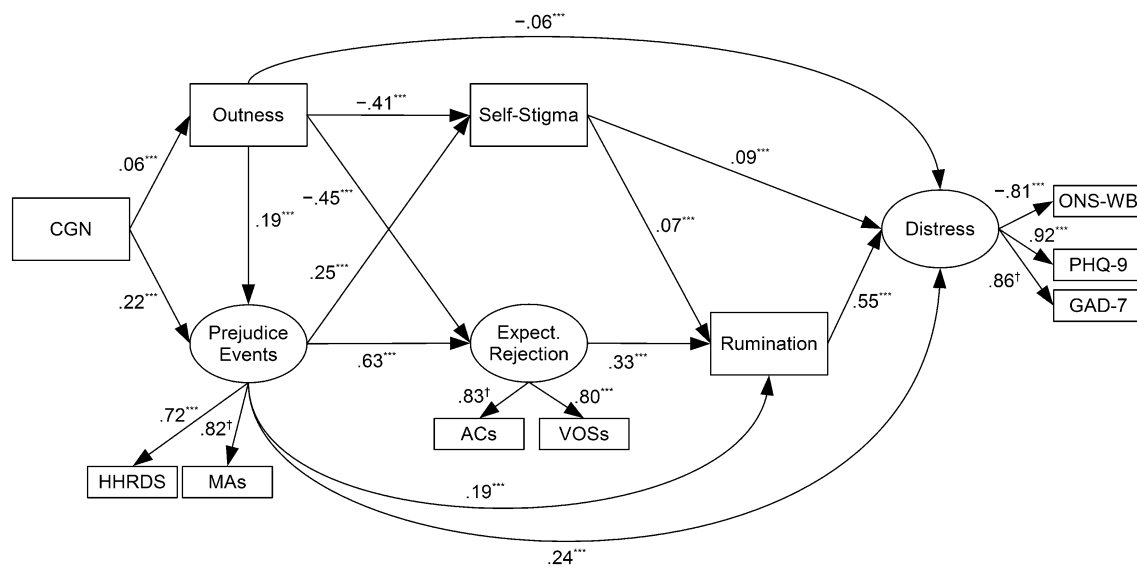 −.06***
Outness
−.41***
Self-Stigma
.06***
.09***
−.45***
−.81***
ONS-WB
CGN
.19***
.07***
Distress
.92***
PHQ-9
.25***
.86†
GAD-7
.22***
.55***
Prejudice
Events
Expect.
Rejection
Rumination
.63***
.33***
.72***
.82†
.83†
.80***
ACs
VOSs
HHRDS
MAs
.19***
.24***